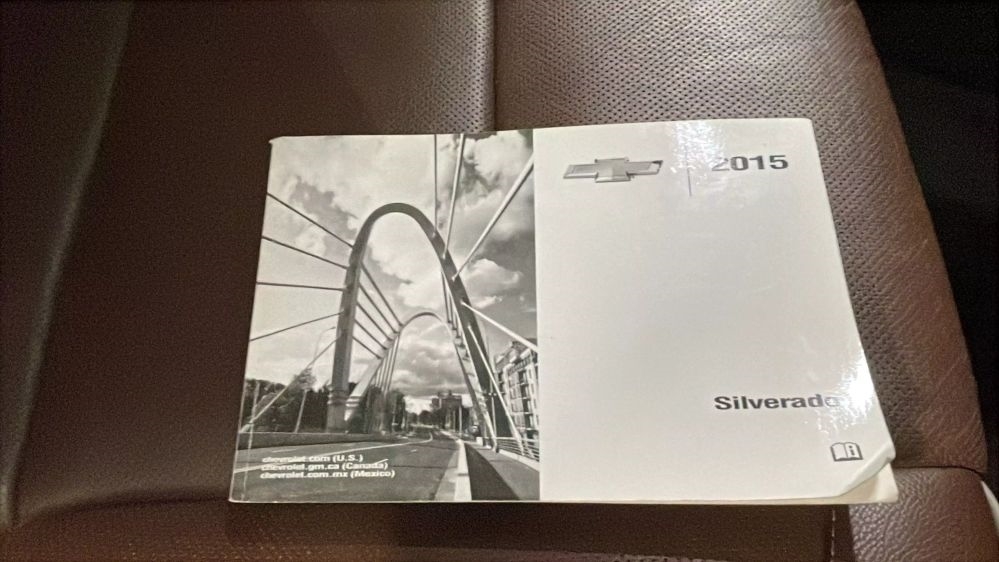 2015
Silverado
chevrolet.com (U.S.)
chevrolet.gm.ca (Canada)
chevrolet.com.mx (Mexico)